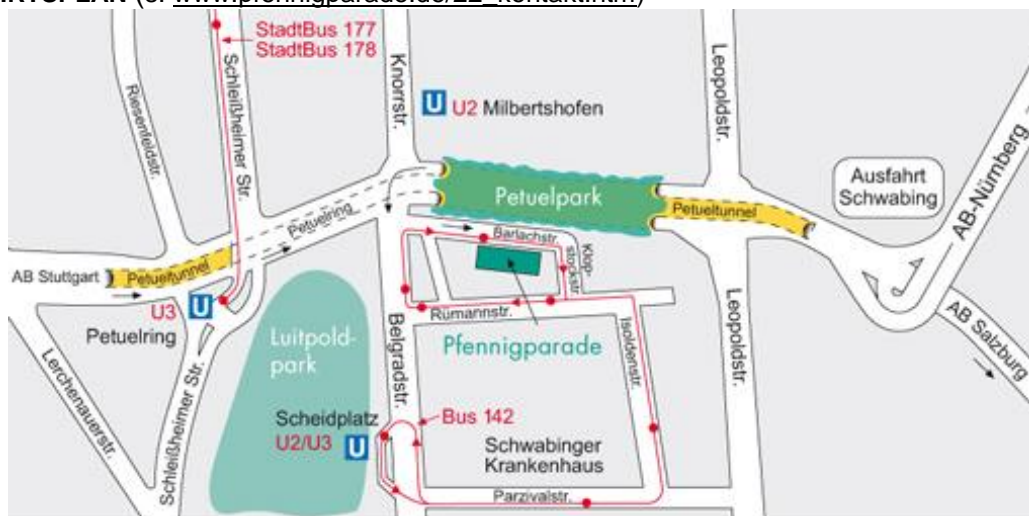 StadtBus 177
StadtBus 178
Riesenfeldstr.
Schleißheimer Str.
Knorrstr.
U U2 Milbertshofen
Leopoldstr.
Ausfahrt
Schwabing
AB-Nürnberg
Petuelpark
Petueltunnel
Petuelring
Barlachstr.
Klop-
stockstr.
AB Stuttgart
Petueltunnel
U3 U
Petuelring
Rümannstr.
Luitpold-
park
Belgradstr.
Pfennigparade
Isoldenstr.
Leopoldstr.
AB Salzburg
Lerchenauerstr.
Schleißheimer Str.
Scheidplatz
U2/U3 U
Bus 142
Schwabinger
Krankenhaus
Parzivalstr.